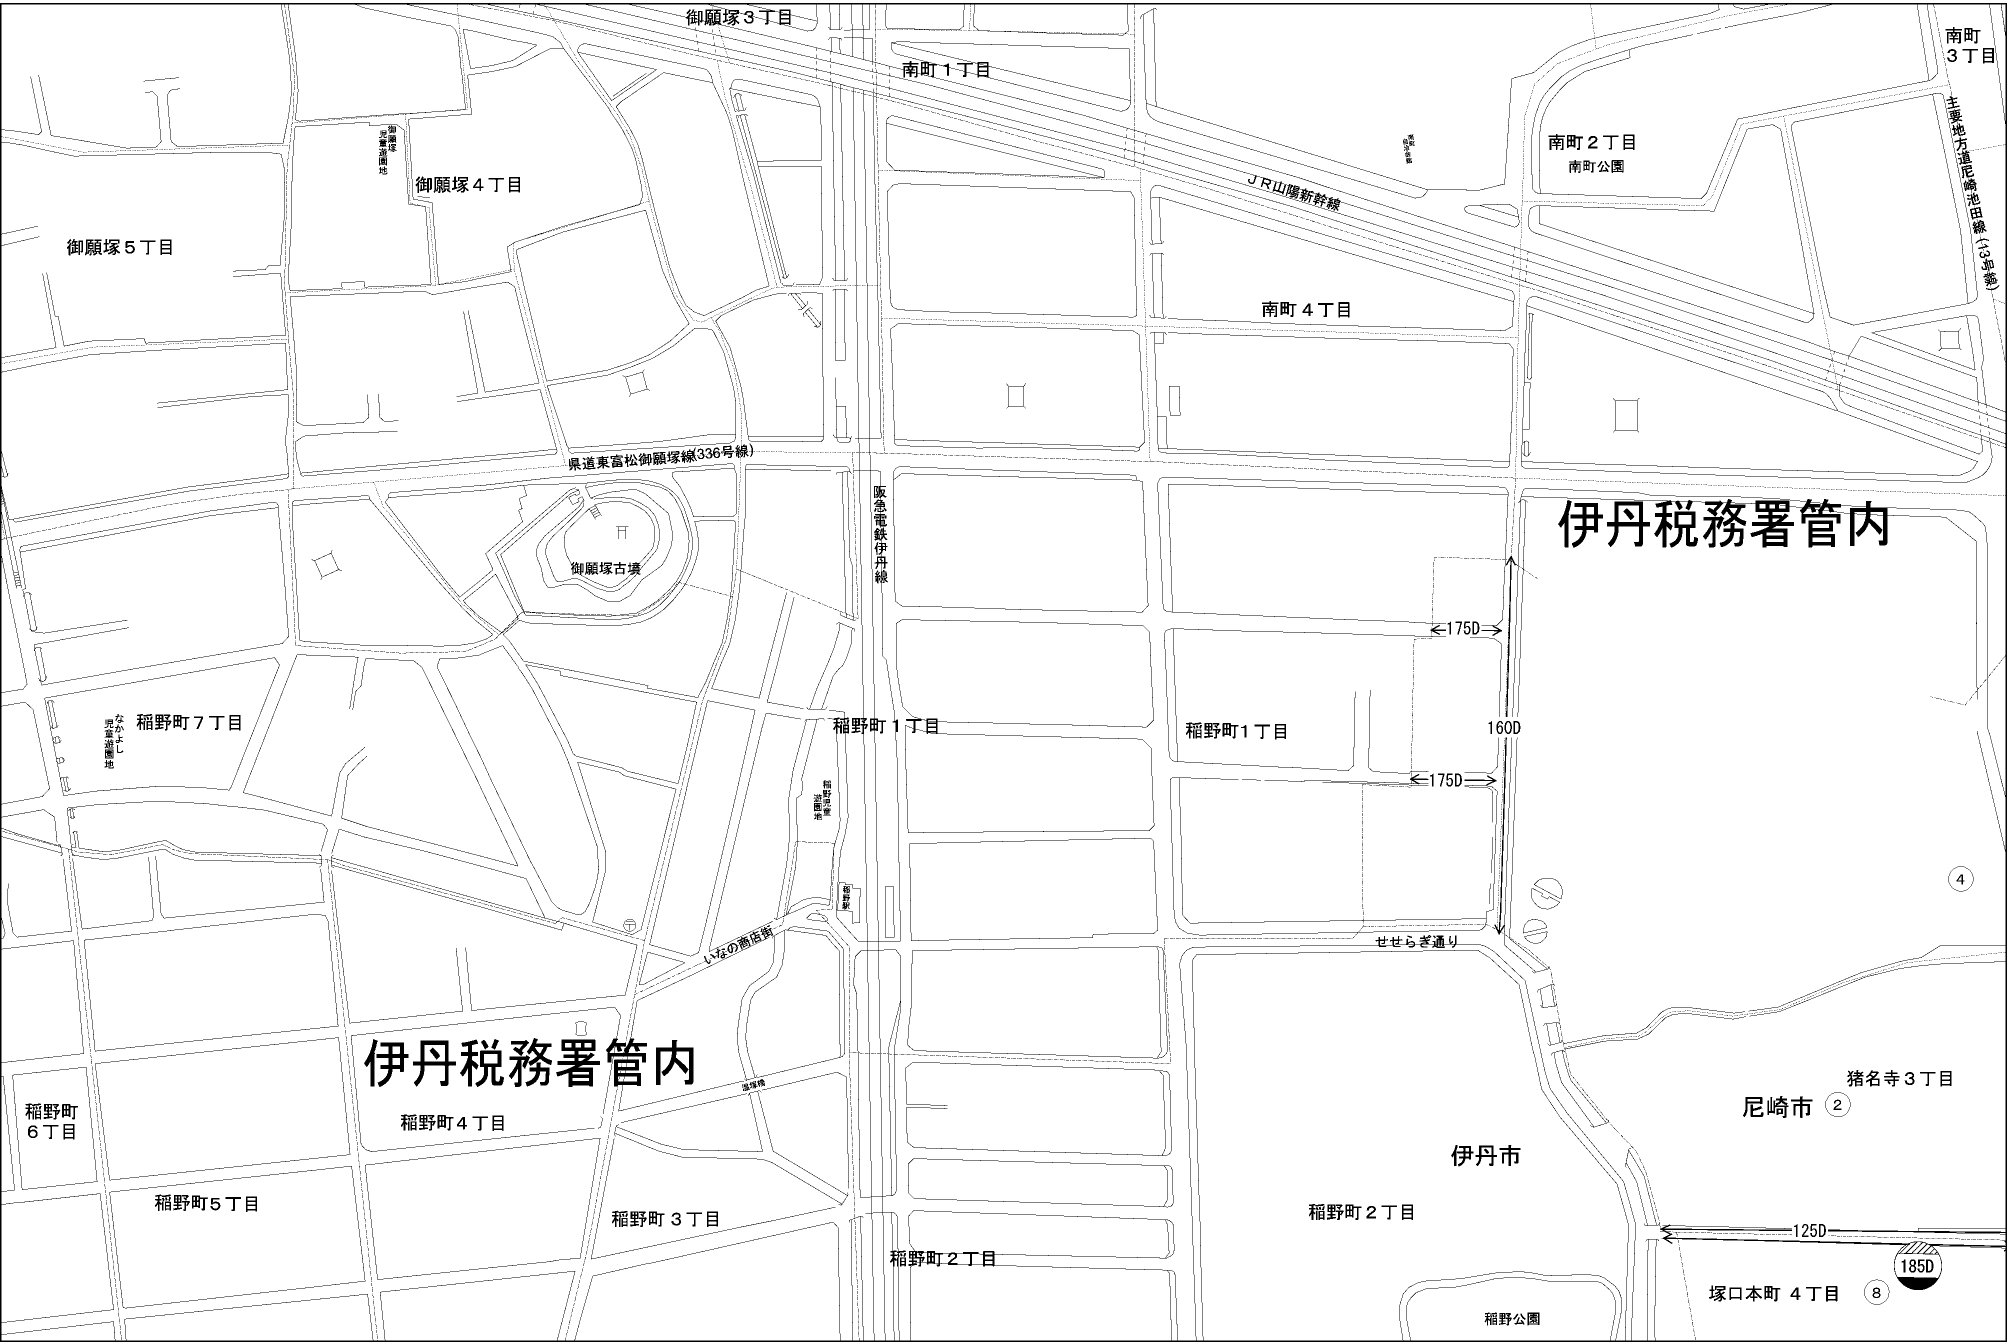 御願塚３丁目
南町１丁目
南町
３丁目
主要地方道尼崎池田線(13号線)
南町２丁目
南町公園
御願塚
児童遊園地
御願塚４丁目
ＪＲ山陽新幹線
御願塚５丁目
南町４丁目
県道東富松御願塚線(336号線)
阪急電鉄伊丹線
伊丹税務署管内
御願塚古墳
175D
160D
175D
なかよし
児童遊園地
稲野町７丁目
稲野町１丁目
稲野町１丁目
稲野児童
遊園地
稲野駅
4
いなの商店街
せせらぎ通り
伊丹税務署管内
温塚橋
猪名寺３丁目
尼崎市
2
稲野町
６丁目
稲野町４丁目
伊丹市
稲野町５丁目
稲野町３丁目
稲野町２丁目
稲野町２丁目
125D
185D
塚口本町４丁目
8
稲野公園